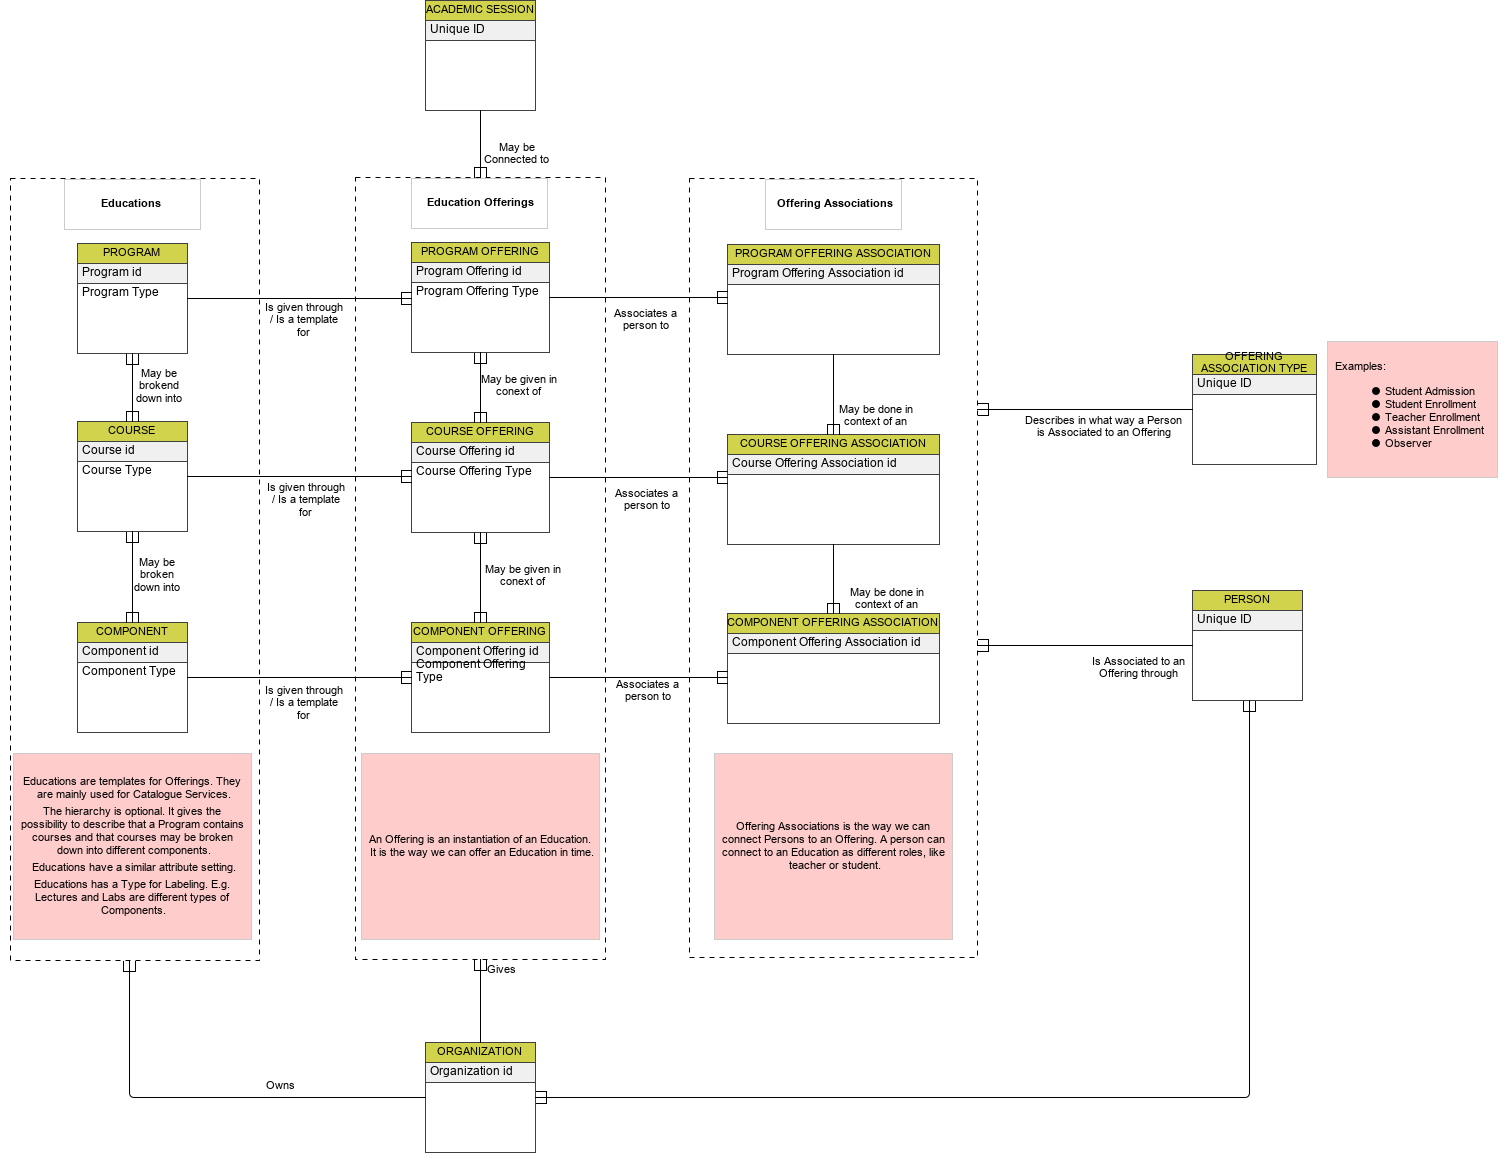 ACADEMIC SESSION
Unique ID
May be
Connected to
Educations
Education Offerings
Offering Associations
PROGRAM
Program id
Program Type
PROGRAM OFFERING
Program Offering id
Program Offering Type
PROGRAM OFFERING ASSOCIATION
Program Offering Association id
Is given through
/ Is a template
for
Associates a
person to
May be
brokend
down into
May be given in
conext of
May be done in
context of an
OFFERING
ASSOCIATION TYPE
Unique ID
Examples:
Student Admission
Student Enrollment
Teacher Enrollment
Assistant Enrollment
Observer
Describes in what way a Person
is Associated to an Offering
COURSE
Course id
Course Type
COURSE OFFERING
Course Offering id
Course Offering Type
COURSE OFFERING ASSOCIATION
Course Offering Association id
Is given through
/ Is a template
for
Associates a
person to
May be
broken
down into
May be given in
conext of
May be done in
context of an
PERSON
Unique ID
Is Associated to an
Offering through
COMPONENT
Component id
Component Type
COMPONENT OFFERING
Component Offering id
Component Offering
Type
COMPONENT OFFERING ASSOCIATION
Component Offering Association id
Is given through
/ Is a template
for
Associates a
person to
Educations are templates for Offerings. They
are mainly used for Catalogue Services.
The hierarchy is optional. It gives the
possibility to describe that a Program contains
courses and that courses may be broken
down into different components.
Educations have a similar attribute setting.
Educations has a Type for Labeling. E.g.
Lectures and Labs are different types of
Components.
An Offering is an instantiation of an Education.
It is the way we can offer an Education in time.
Offering Associations is the way we can
connect Persons to an Offering. A person can
connect to an Education as different roles, like
teacher or student.
Gives
ORGANIZATION
Organization id
Owns